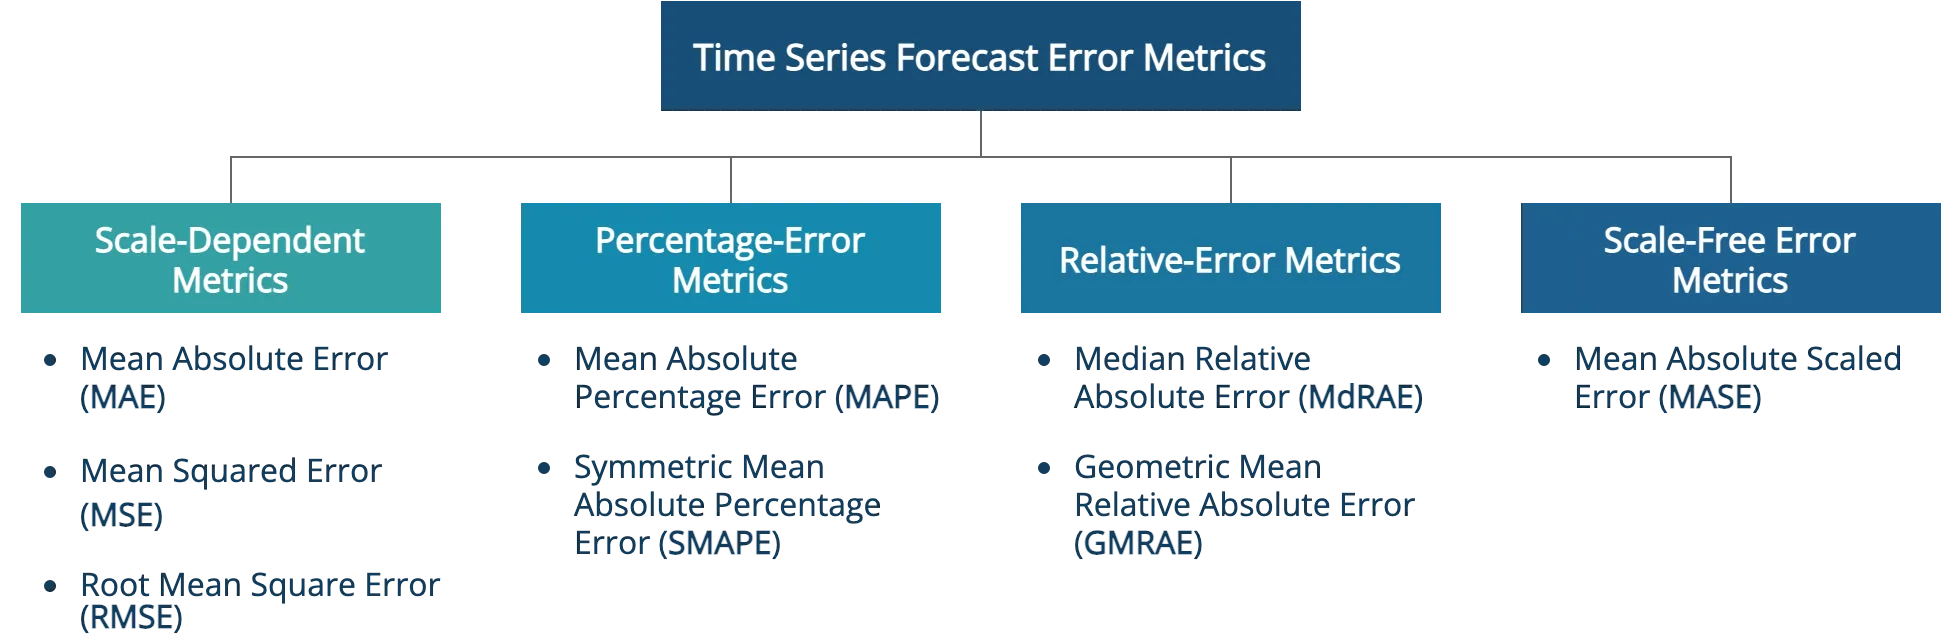 Time Series Forecast Error Metrics
Scale-Dependent
Metrics
Mean Absolute Error
(MAE)
Mean Squared Error
(MSE)
Root Mean Square Error
(RMSE)
Percentage-Error
Metrics
Mean Absolute
Percentage Error (MAPE)
Symmetric Mean
Absolute Percentage
Error (SMAPE)
Relative-Error Metrics
Median Relative
Absolute Error (MdRAE)
Geometric Mean
Relative Absolute Error
(GMRAE)
Scale-Free Error
Metrics
Mean Absolute Scaled
Error (MASE)